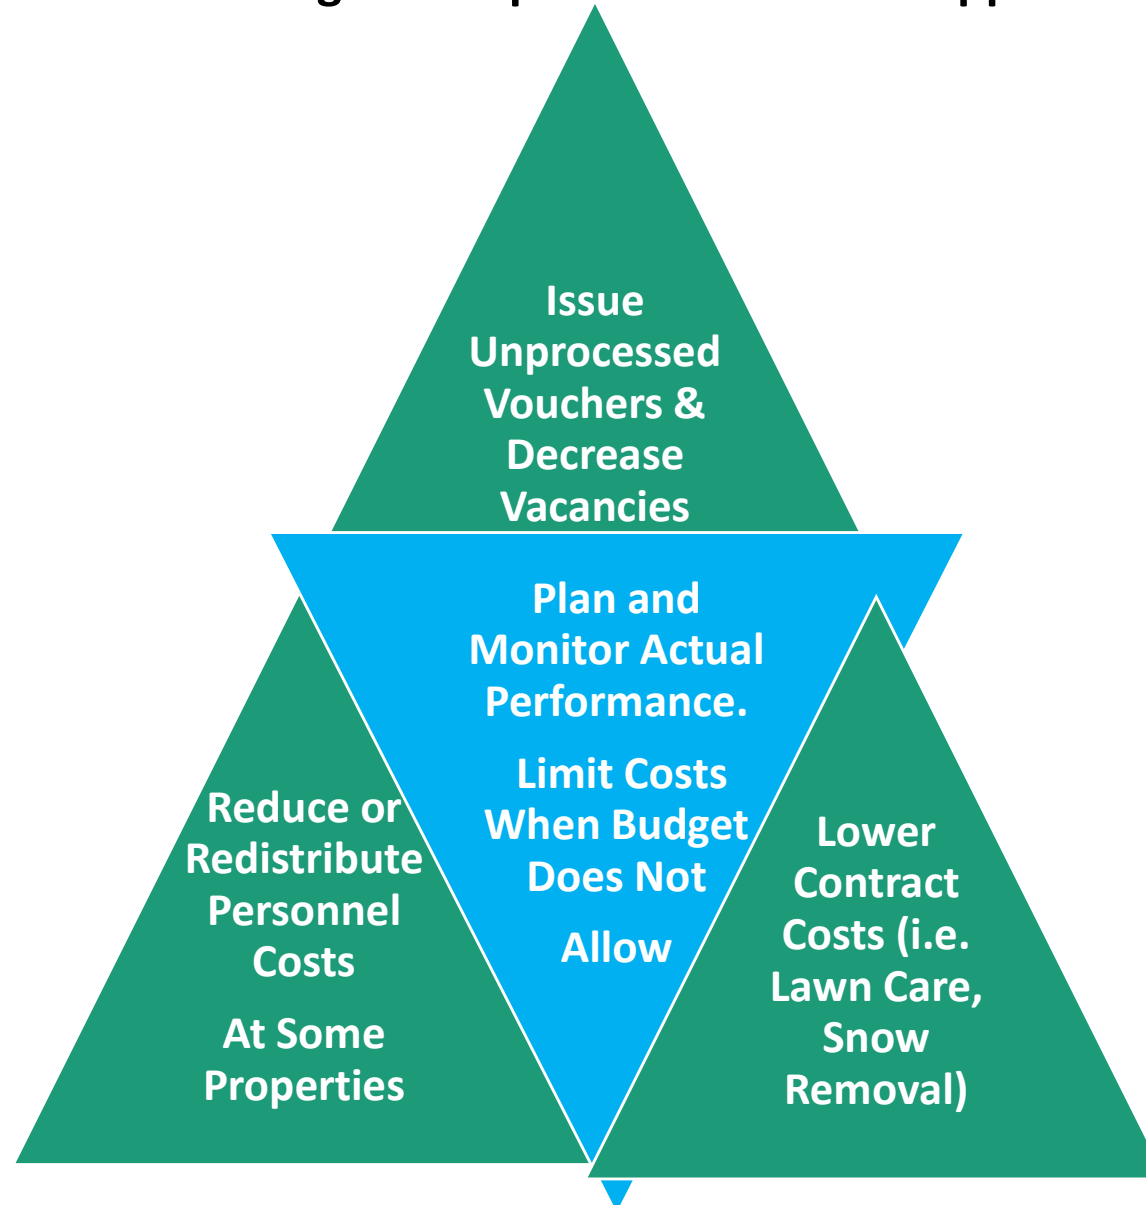 Issue
Unprocessed
Vouchers &
Decrease
Vacancies
Plan and
Monitor Actual
Performance.
Limit Costs
When Budget
Does Not
Allow
Reduce or
Redistribute
Personnel
Costs
At Some
Properties
Lower
Contract
Costs (i.e.
Lawn Care,
Snow
Removal)